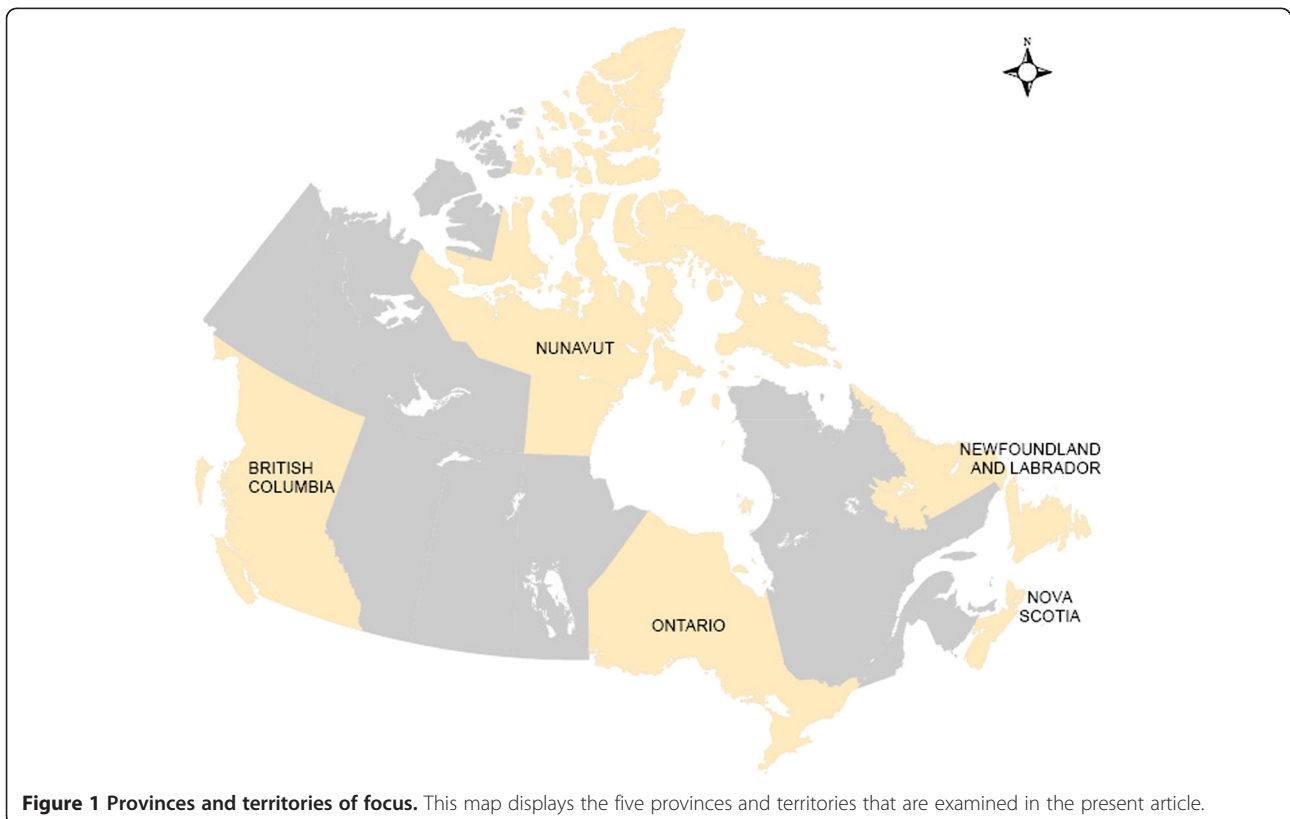 N
NUNAVUT
BRITISH
COLUMBIA
NEWFOUNDLAND
AND LABRADOR
NOVA
SCOTIA
ONTARIO
Figure 1 Provinces and territories of focus. This map displays the five provinces and territories that are examined in the present article.